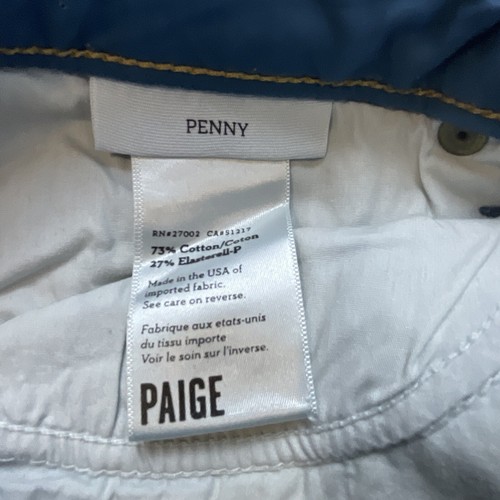 PENNY
RN#27002 CA#51317
73% Cotton/Coton
27% Elasterell-P
Made in the USA of
imported fabric.
See care on reverse.
Fabrique aux etats-unis
du tissu importe
Voir le soin sur l'inverse.
PAIGE